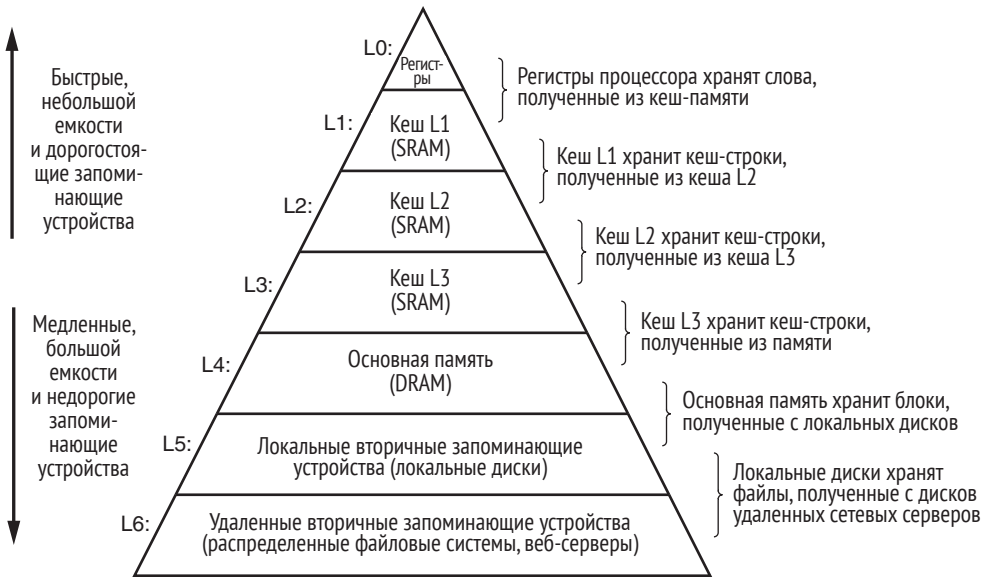 Быстрые,
небольшой
емкости
и дорогостоя-
щие запоми-
нающие
устройства
Медленные,
большой
емкости
и недорогие
запоми-
нающие
устройства
L0:
Регист-
ры
Регистры процессора хранят слова,
полученные из кеш-памяти
L1:
Кеш L1
(SRAM)
Кеш L1 хранит кеш-строки,
полученные из кеша L2
L2:
Кеш L2
(SRAM)
Кеш L2 хранит кеш-строки,
полученные из кеша L3
L3:
Кеш L3
(SRAM)
Кеш L3 хранит кеш-строки,
полученные из памяти
L4:
Основная память
(DRAM)
Основная память хранит блоки,
полученные с локальных дисков
L5:
Локальные вторичные запоминающие
устройства (локальные диски)
Локальные диски хранят
файлы, полученные с дисков
удаленных сетевых серверов
L6:
Удаленные вторичные запоминающие устройства
(распределенные файловые системы, веб-серверы)